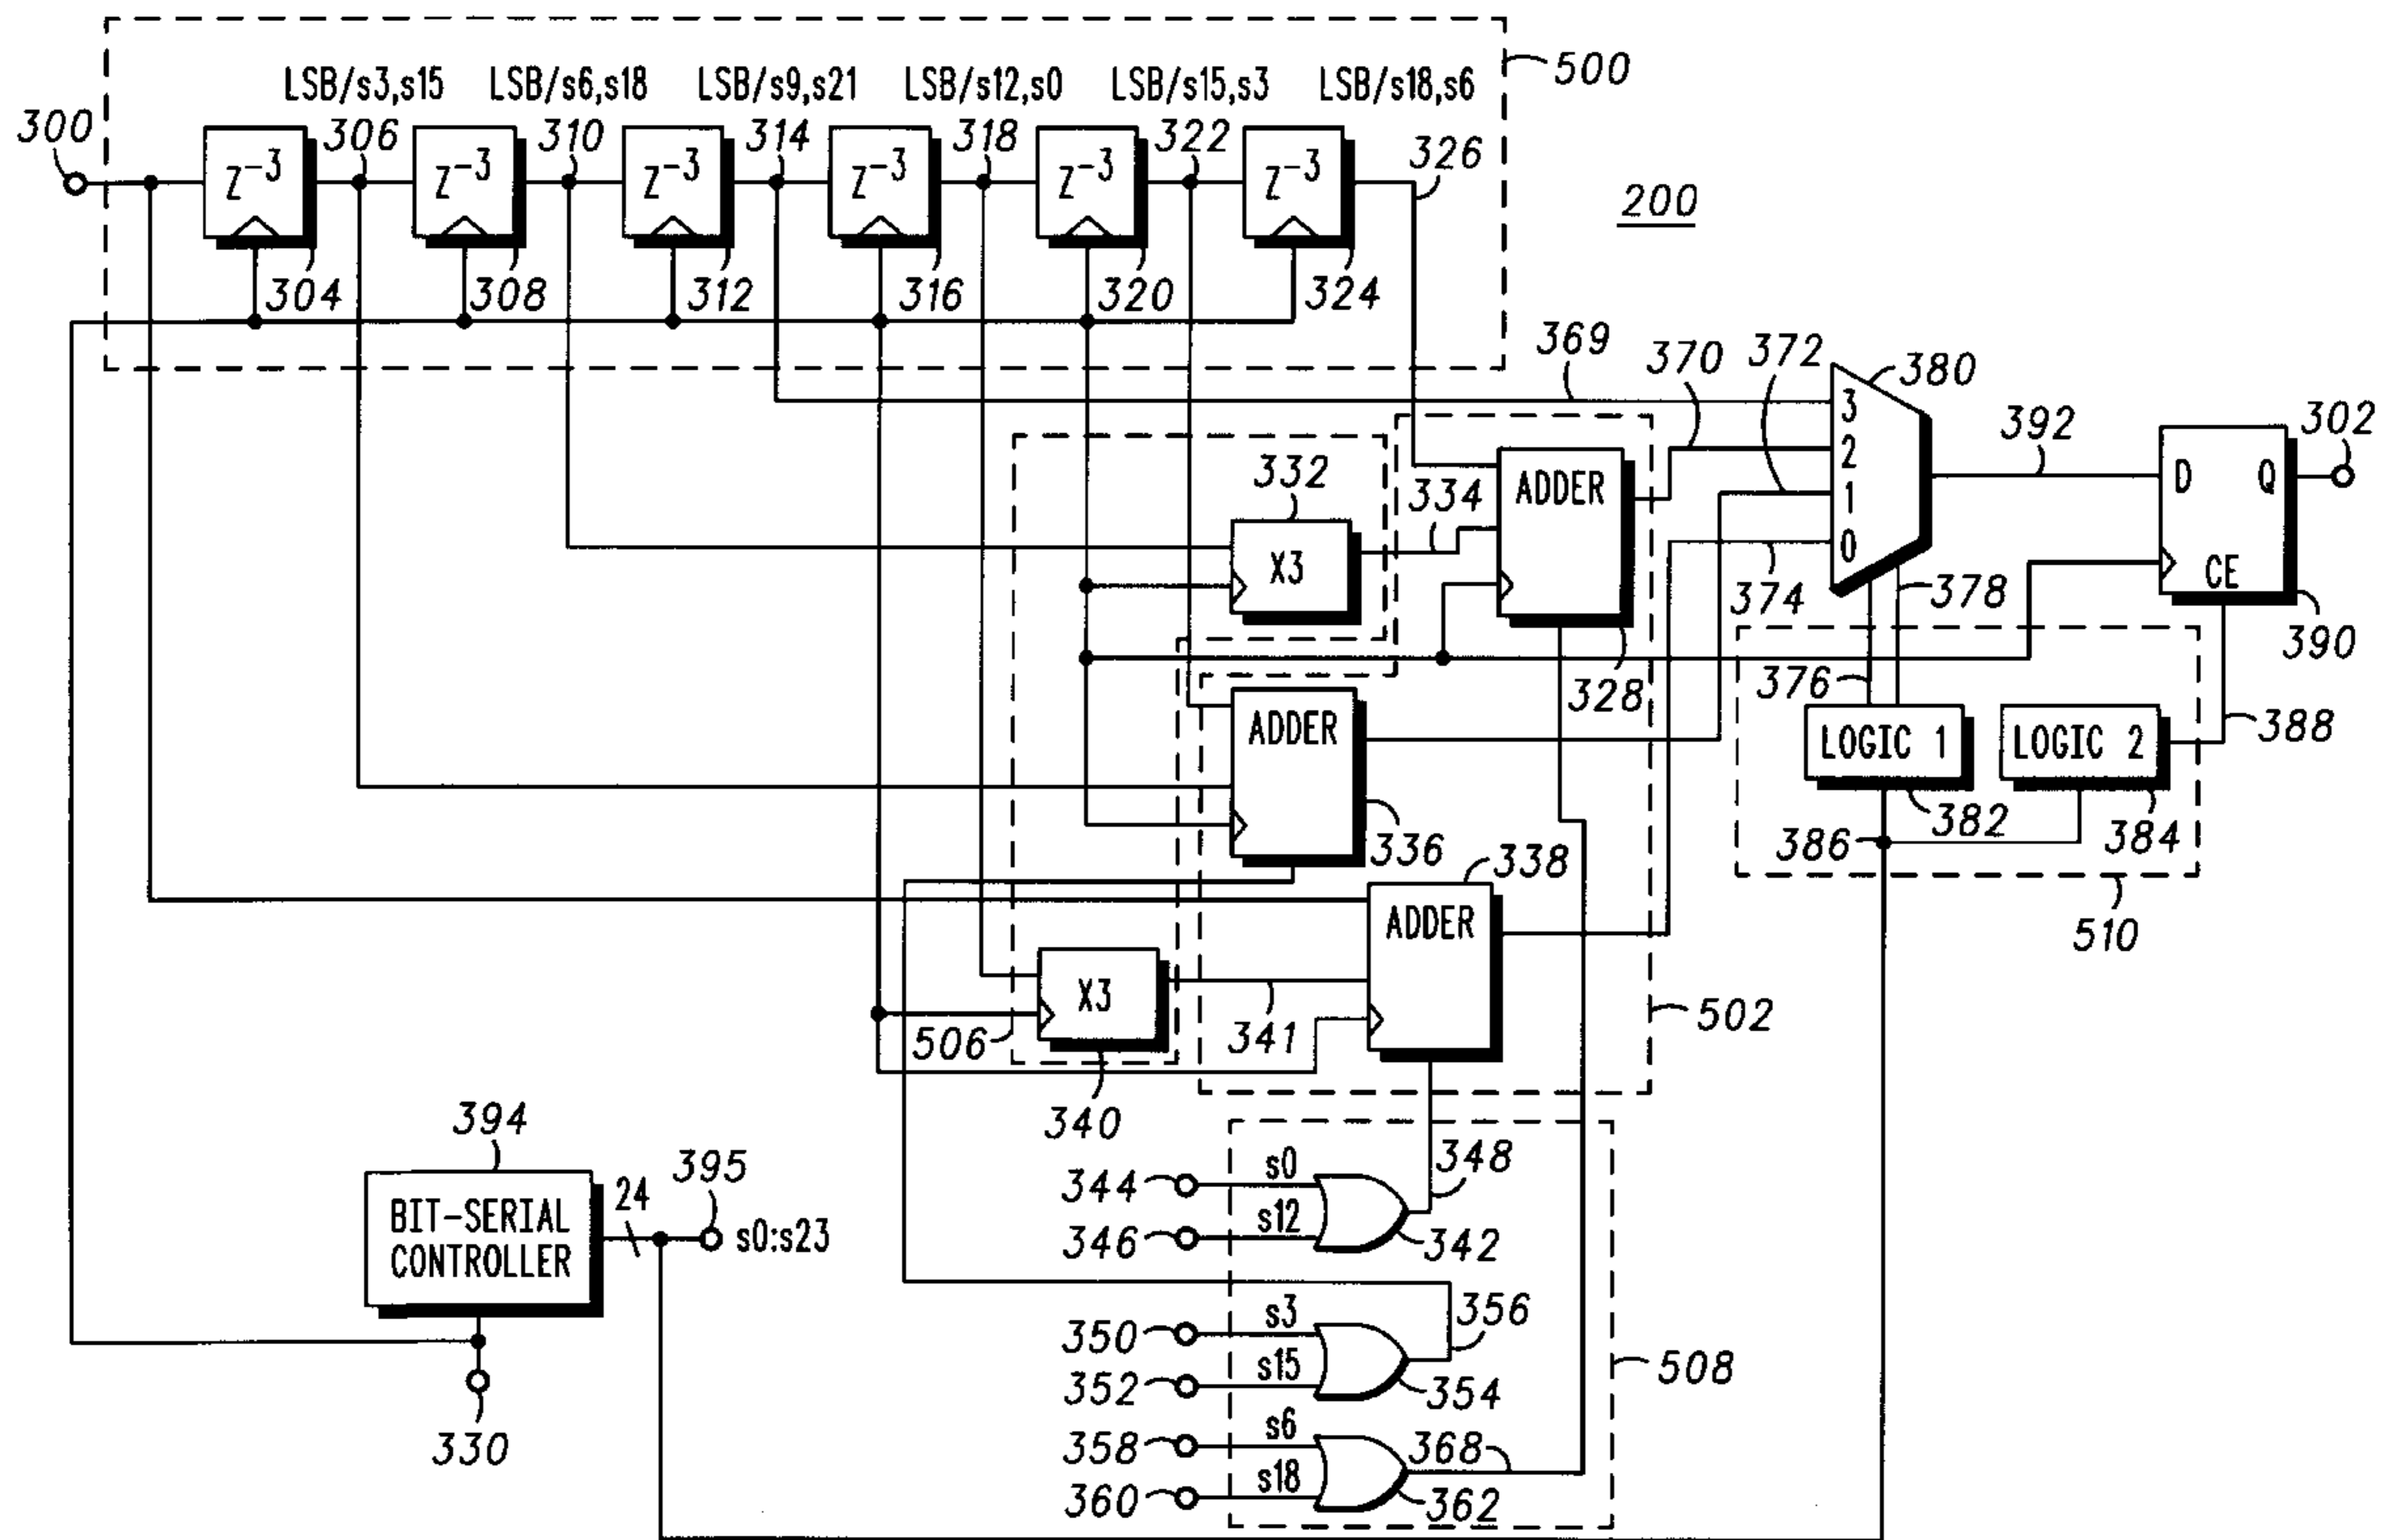 LSB/s3,s15 LSB/s6,s18 LSB/s9,s21 LSB/s12,s0 LSB/s15,s3 LSB/s18,s6
500
300
306 310 314 318 322 326
Z⁻³ Z⁻³ Z⁻³ Z⁻³ Z⁻³ Z⁻³
200
304 308 312 316 320 324
369 370 372 380
3
2
1
0
392 302
332 334 ADDER
D Q
X3
CE
374 378
390
376 328
ADDER
LOGIC 1 LOGIC 2
388
336 338 386 382 384
ADDER
510
X3
506 341 502
340
394
395
BIT-SERIAL
CONTROLLER
24
s0:s23
344 s0 348
346 s12 342
350 s3 356
352 s15 354
508
330
358 s6 368
360 s18 362